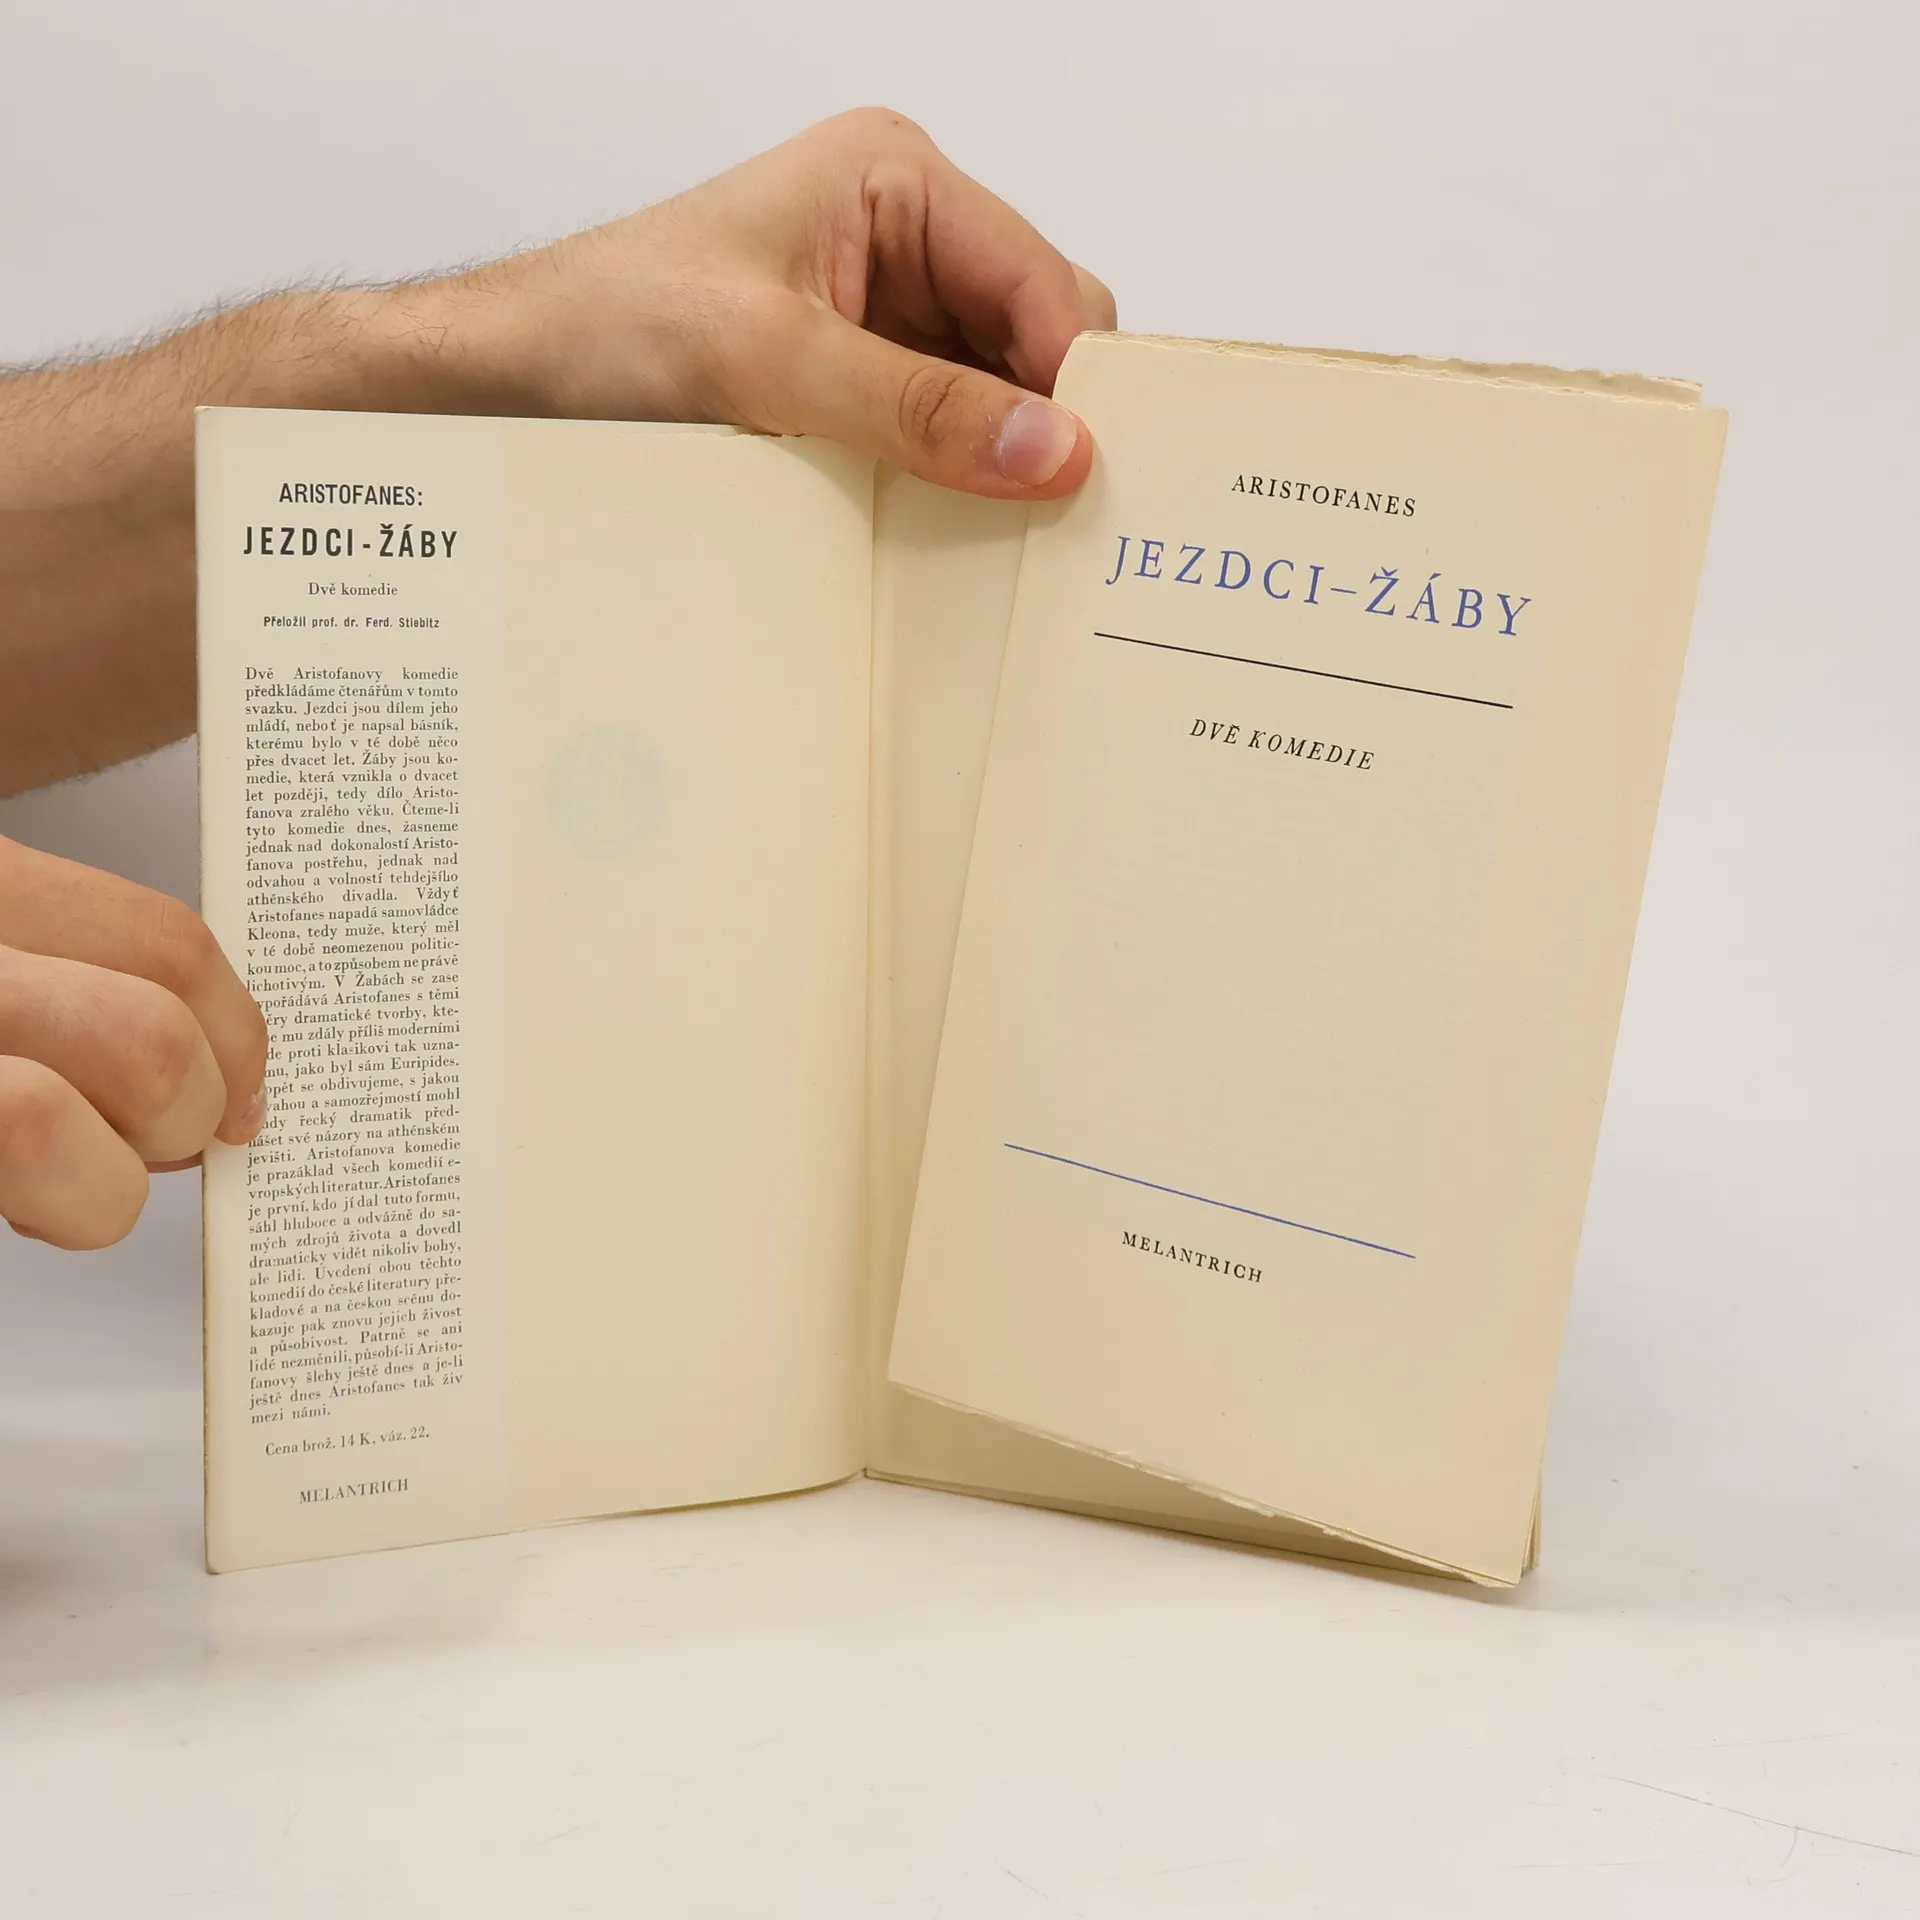 ARISTOFANES:
JEZDCI-ŽÁBY
Dvě komedie
Přeložil prof. dr. Ferd. Stiebitz
Dvě Aristofanovy komedie
předkládáme čtenářům v tomto
svazku. Jezdci jsou dílem jeho
mládí, neboť je napsal básník,
kterému bylo v té době něco
přes dvacet let. Žáby jsou ko-
medie, která vznikla o dvacet
let později, tedy dílo Aristo-
fanova zralého věku. Čteme-li
tyto komedie dnes, žasneme
jednak nad dokonalostí Aristo-
fanova postřehu, jednak nad
odvahou a volností tehdejšího
athénského divadla. Vždyť
Aristofanes napadá samovládce
Kleona, tedy muže, který měl
v té době neomezenou politic-
kou moc, a to způsobem ne právě
lichotivým. V Žabách se zase
vypořádává Aristofanes s těmi
ěry dramatické tvorby, kte-
se mu zdály příliš moderními
de proti klasikovi tak uzna-
mu, jako byl sám Euripides.
opět se obdivujeme, s jakou
vahou a samozřejmostí mohl
dy řecký dramatik před-
nášet své názory na athénském
jevišti. Aristofanova komedie
je prazáklad všech komedií e-
vropských literatur. Aristofanes
je první, kdo jí dal tuto formu,
sáhl hluboce a odvážně do sa-
mých zdrojů života a dovedl
dramaticky vidět nikoliv bohy,
ale lidi. Uvedení obou těchto
komedií do české literatury pře-
kladové a na českou scénu do-
kazuje pak znovu jejich živost
a působivost. Patrně se ani
lidé nezměnili, působí-li Aristo-
fanovy šlehy ještě dnes a je-li
ještě dnes Aristofanes tak živ
mezi námi.
Cena brož. 14 K, váz. 22.
MELANTRICH
ARISTOFANES
JEZDCI–ŽÁBY
DVĚ KOMEDIE
MELANTRICH